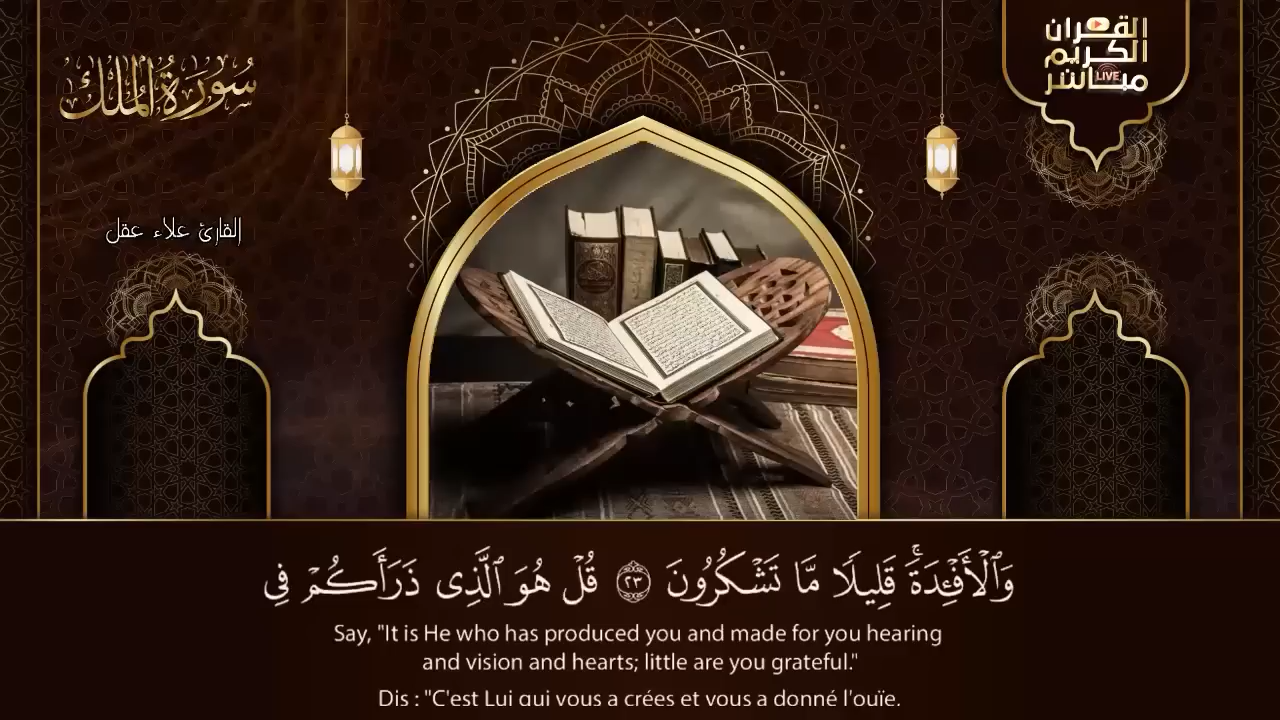 سُورَةُ الْمُلْك
القرآن
الكريم
مباشر
LIVE
القارئ علاء عقل
وَٱلْأَفْـِٔدَةَ ۚ قَلِيلًا مَّا تَشْكُرُونَ ٢٣ قُلْ هُوَ ٱلَّذِى ذَرَأَكُمْ فِى
Say, "It is He who has produced you and made for you hearing
and vision and hearts; little are you grateful."
Dis : "C'est Lui qui vous a crées et vous a donné l'ouïe.